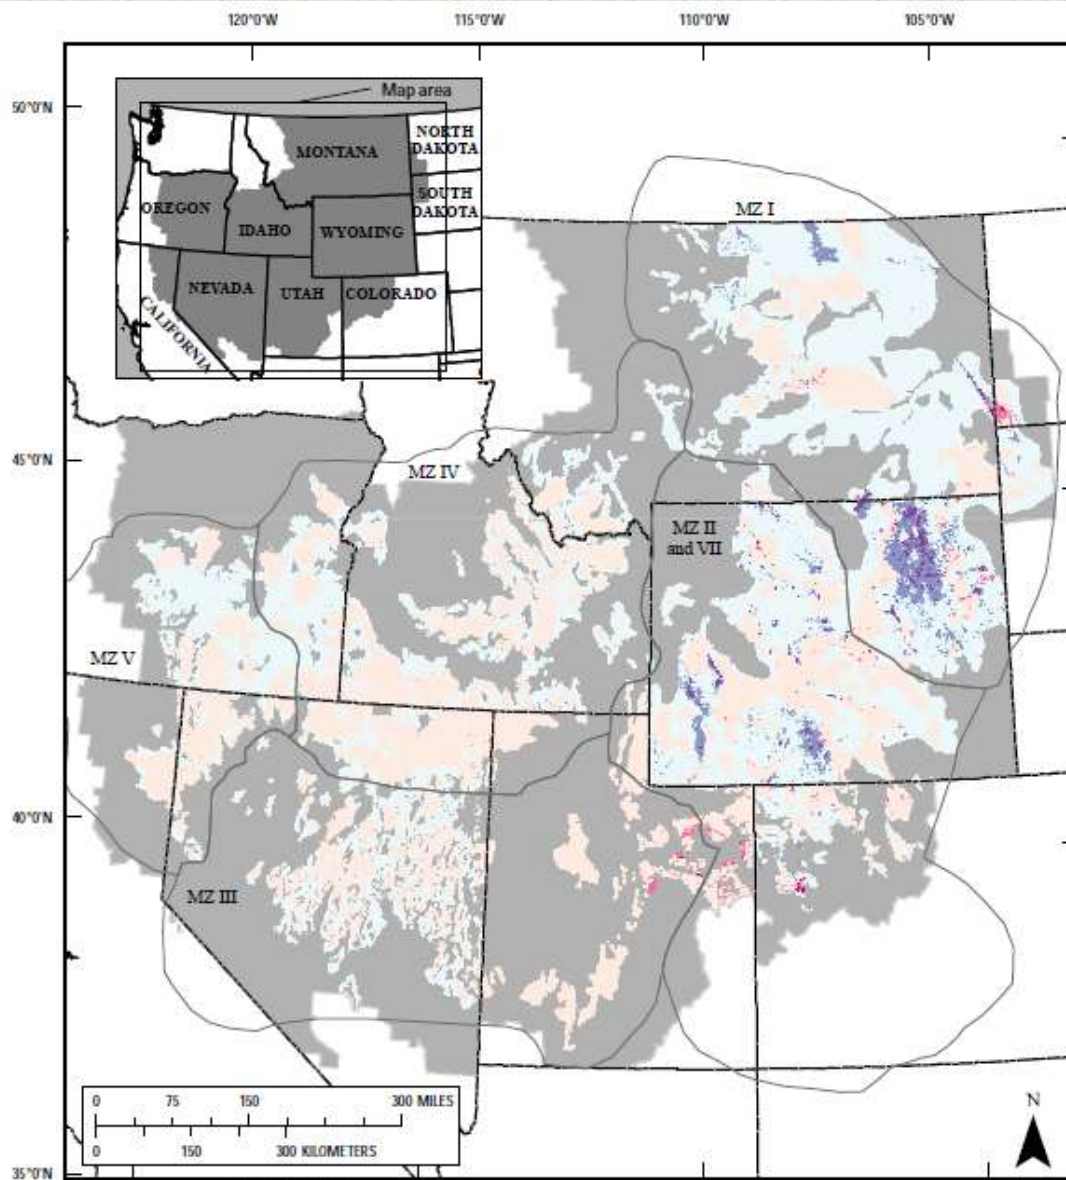 120°0'W
115°0'W
110°0'W
105°0'W
50°0'N
Map area
NORTH
DAKOTA
MONTANA
SOUTH
DAKOTA
OREGON
IDAHO
WYOMING
NEVADA
UTAH
COLORADO
CALIFORNIA
MZ I
45°0'N
MZ IV
MZ II
and VII
MZ V
40°0'N
MZ III
0 75 150 300 MILES
0 150 300 KILOMETERS
N
35°0'N